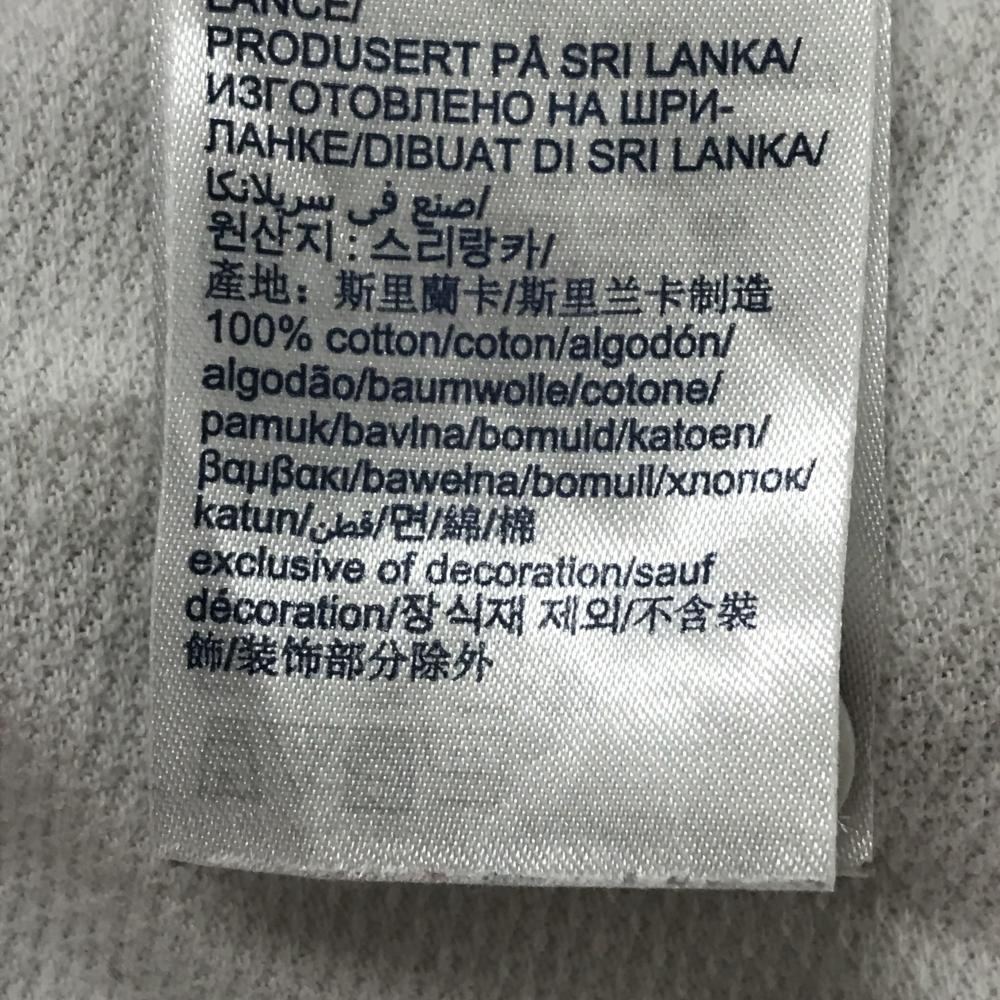 LANCE/
PRODUSERT PÅ SRI LANKA/
ИЗГОТОВЛЕНО НА ШРИ-
ЛАНКЕ/DIBUAT DI SRI LANKA/
صنع في سريلانكا/
원산지 : 스리랑카/
產地：斯里蘭卡/斯里兰卡制造
100% cotton/coton/algodón/
algodão/baumwolle/cotone/
pamuk/bavlna/bomuld/katoen/
βαμβακι/bawełna/bomull/хлопок/
katun/قطن/면/綿/棉
exclusive of decoration/sauf
décoration/장식재 제외/不含裝
飾/装饰部分除外